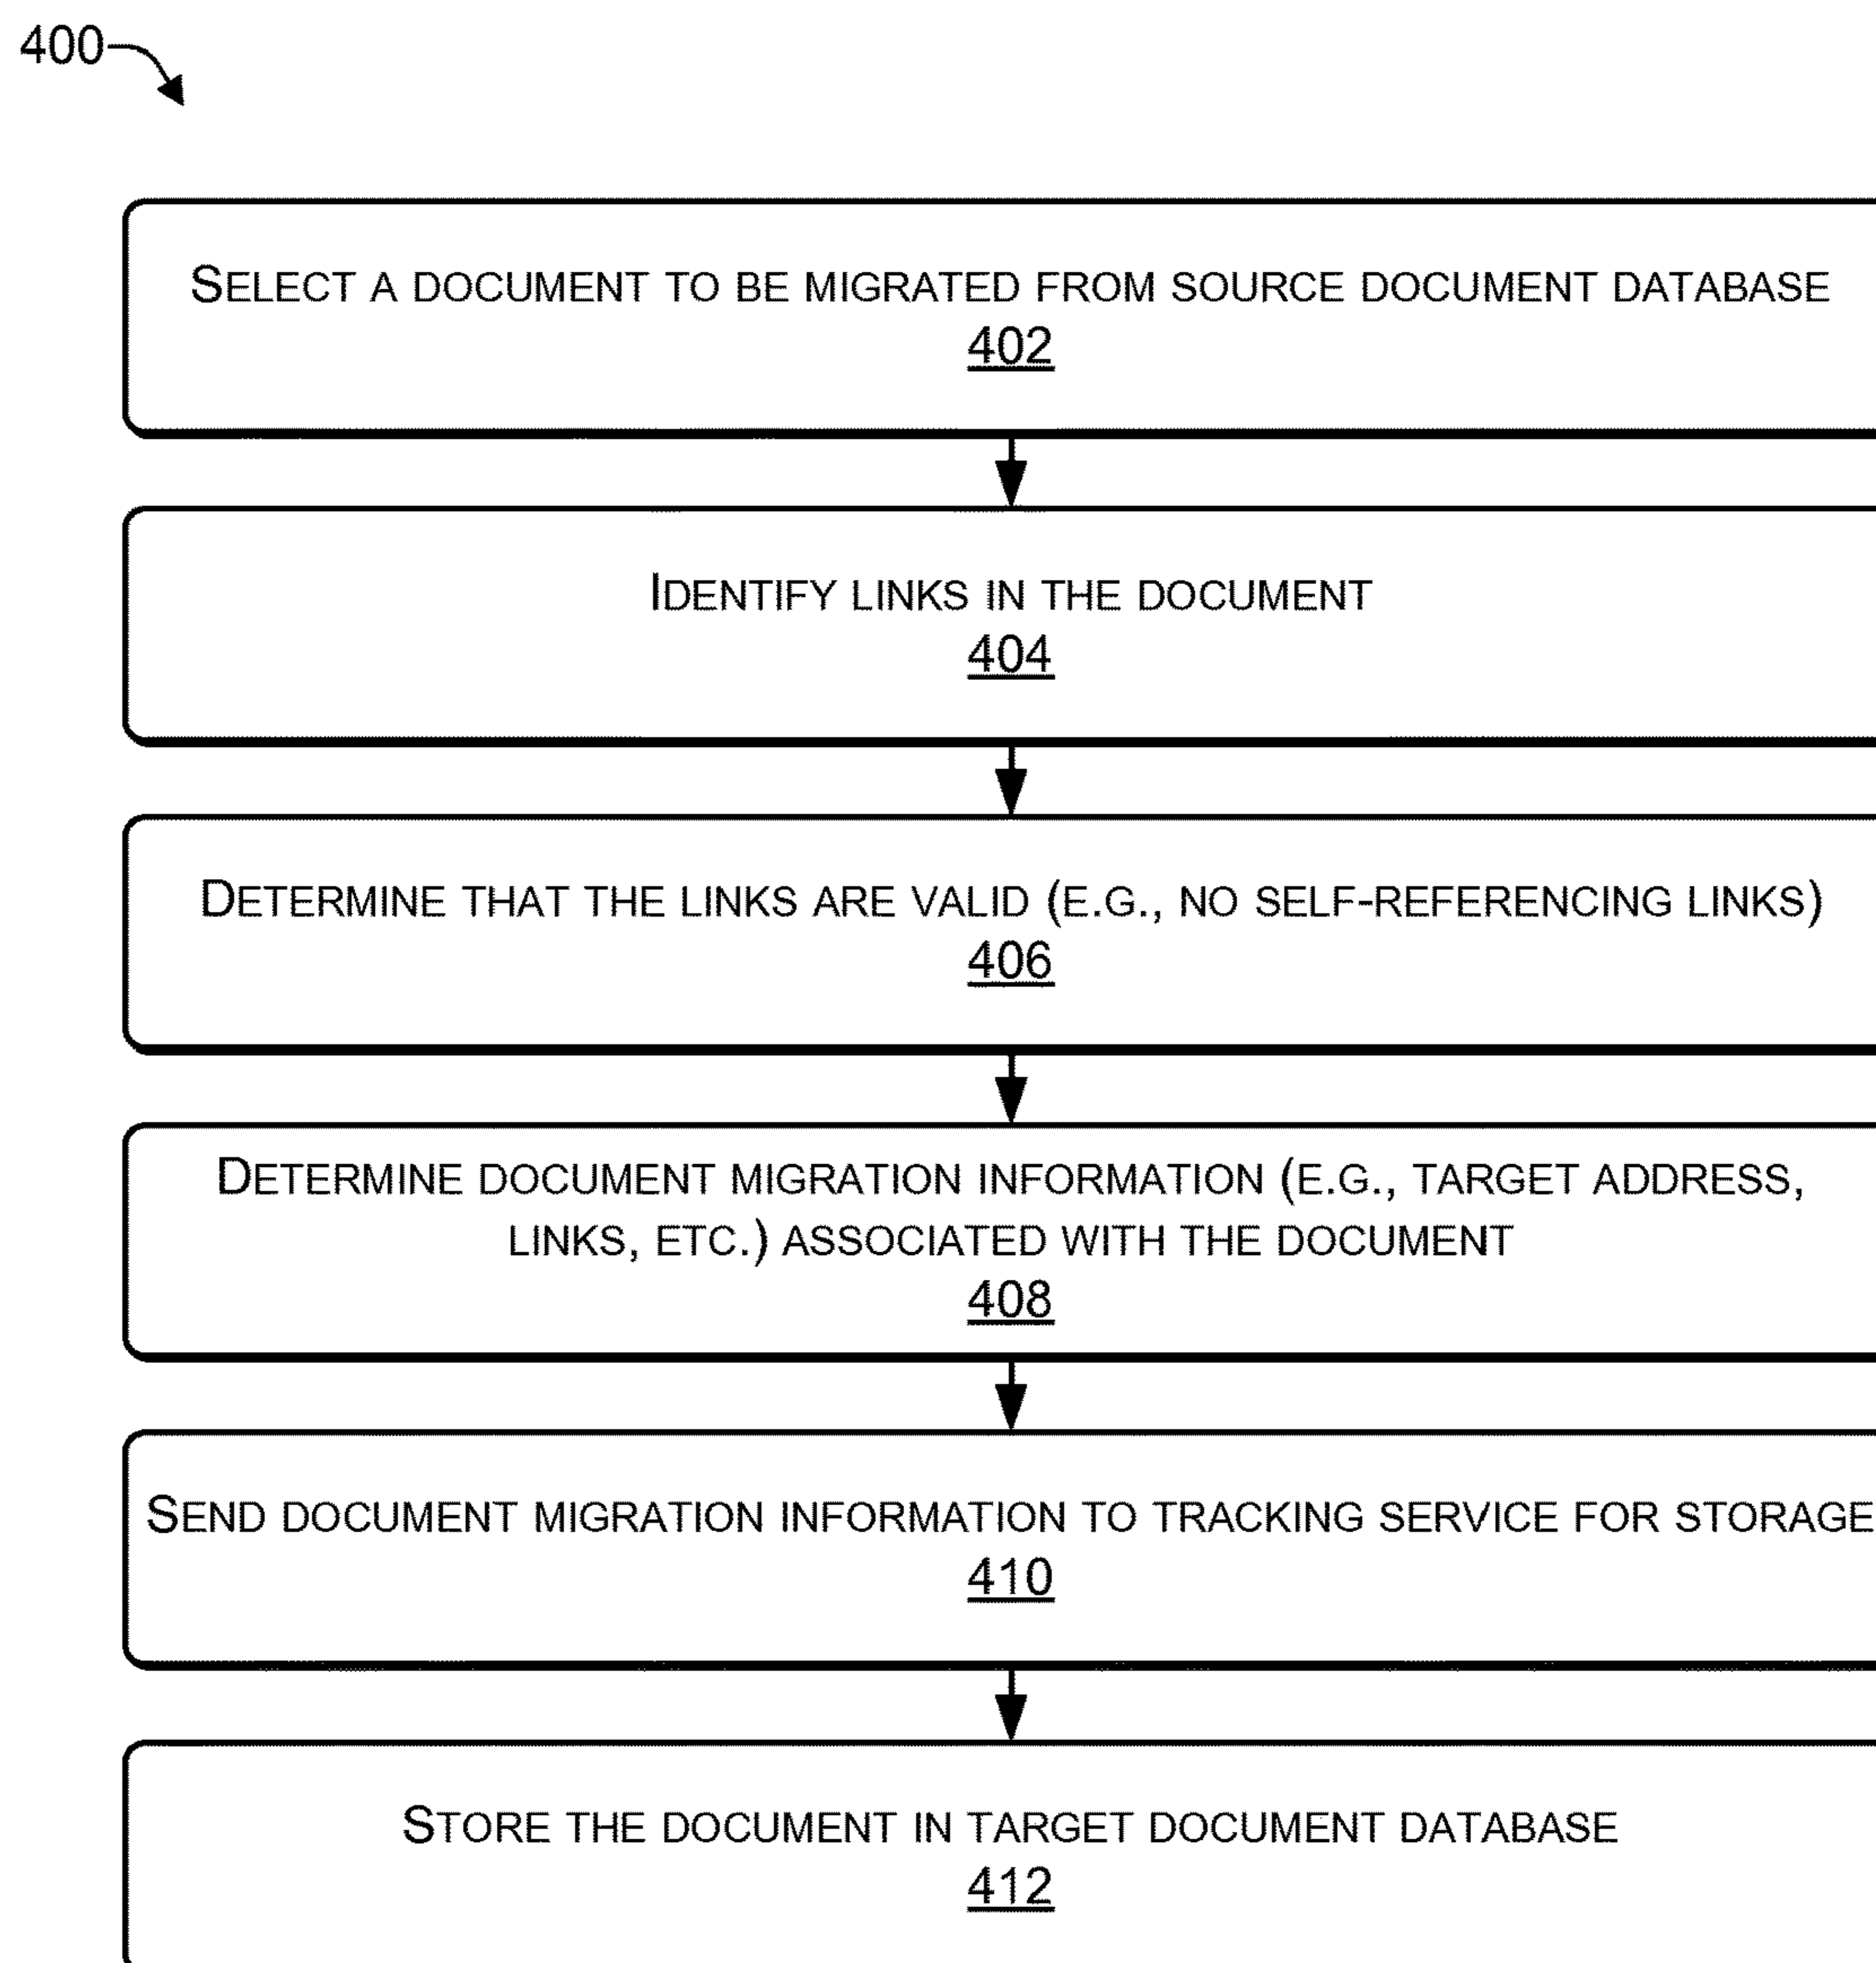 400
SELECT A DOCUMENT TO BE MIGRATED FROM SOURCE DOCUMENT DATABASE
402
IDENTIFY LINKS IN THE DOCUMENT
404
DETERMINE THAT THE LINKS ARE VALID (E.G., NO SELF-REFERENCING LINKS)
406
DETERMINE DOCUMENT MIGRATION INFORMATION (E.G., TARGET ADDRESS,
LINKS, ETC.) ASSOCIATED WITH THE DOCUMENT
408
SEND DOCUMENT MIGRATION INFORMATION TO TRACKING SERVICE FOR STORAGE
410
STORE THE DOCUMENT IN TARGET DOCUMENT DATABASE
412